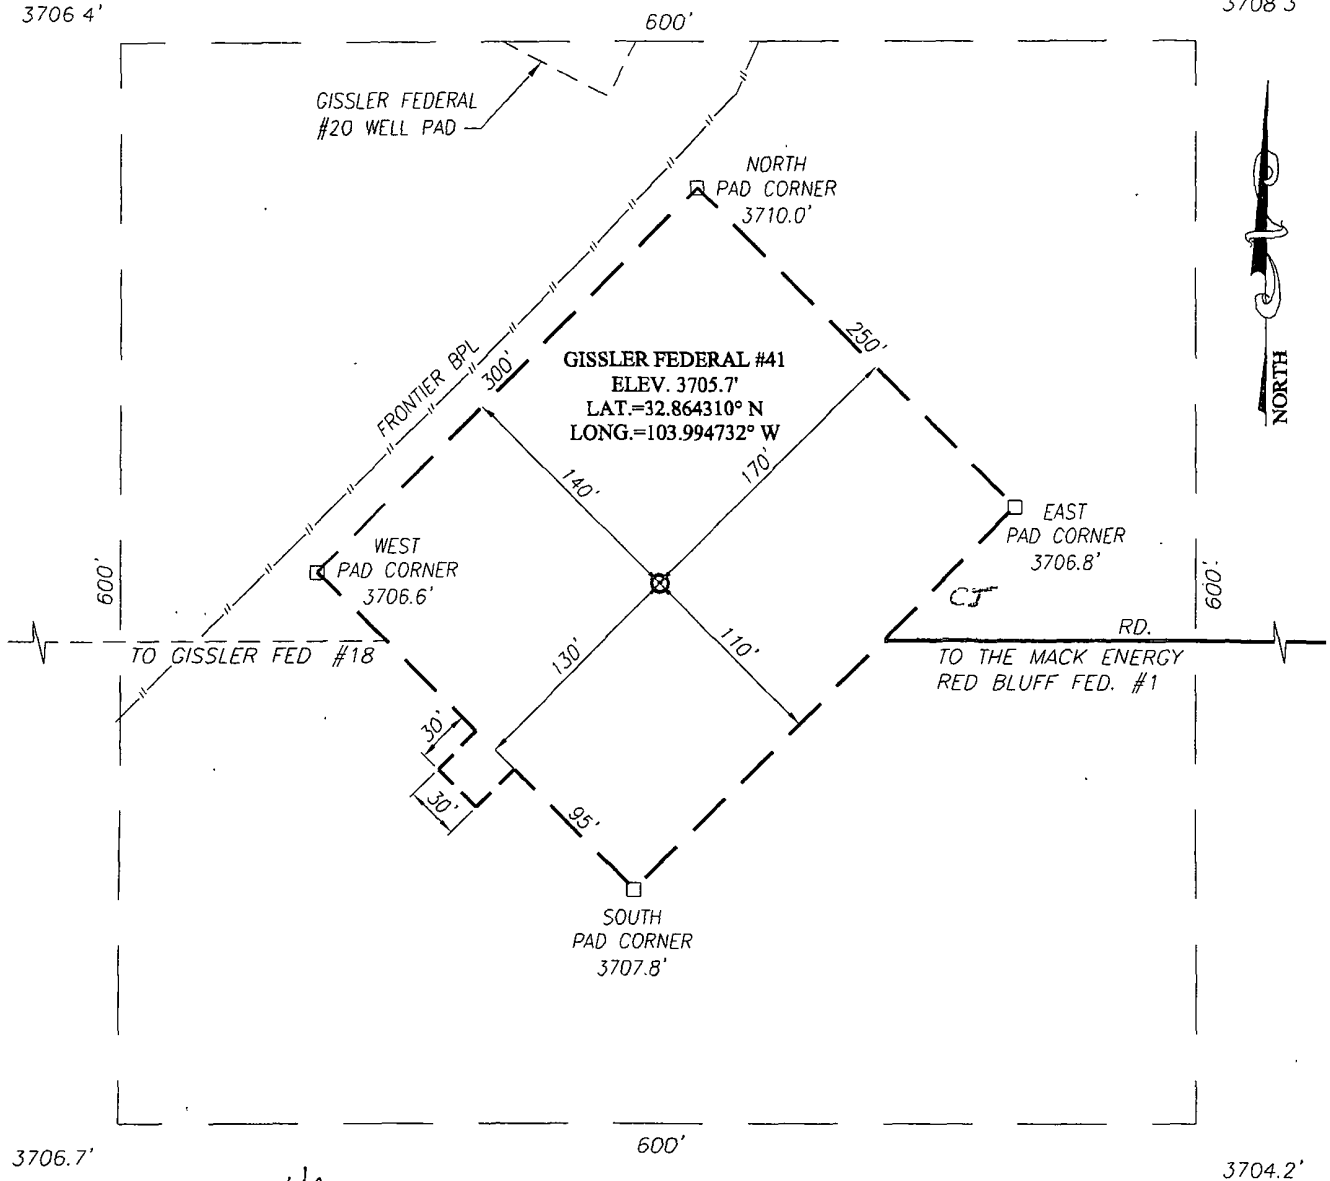 3706 4'
600'
3708 3'
GISSLER FEDERAL
#20 WELL PAD
NORTH
PAD CORNER
3710.0'
NORTH
250'
FRONTIER BPL
300'
GISSLER FEDERAL #41
ELEV. 3705.7'
LAT.=32.864310° N
LONG.=103.994732° W
140'
170'
WEST
PAD CORNER
3706.6'
EAST
PAD CORNER
3706.8'
600'
600'
CJ
RD.
TO GISSLER FED #18
130'
110'
TO THE MACK ENERGY
RED BLUFF FED. #1
30'
30'
95'
SOUTH
PAD CORNER
3707.8'
3706.7'
600'
3704.2'